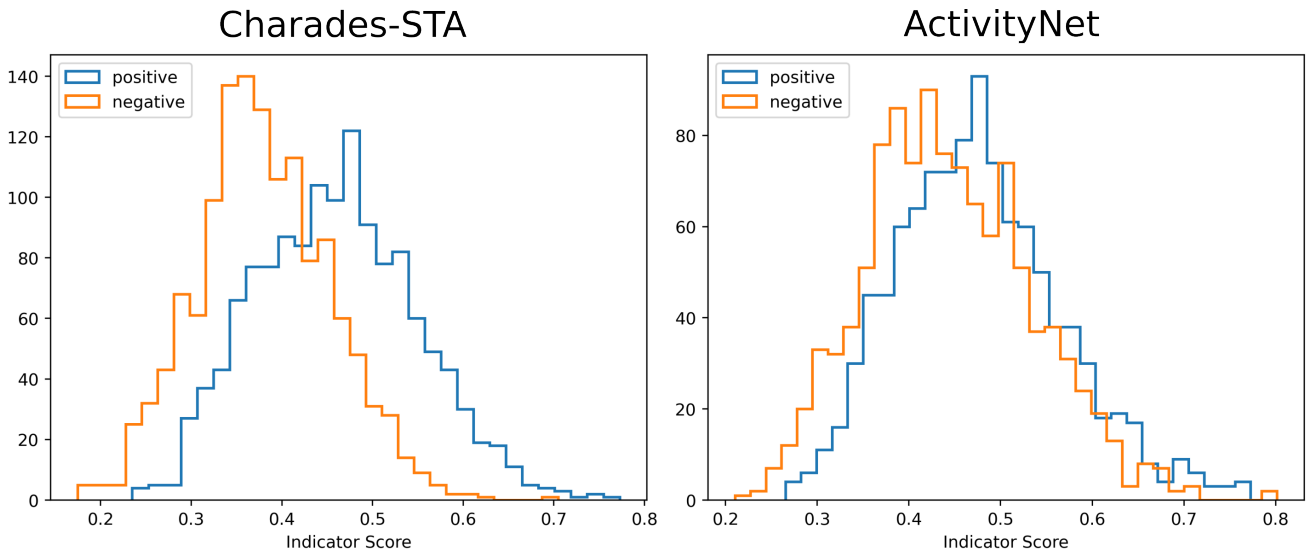 Charades-STA
positive
negative
140
120
100
80
60
40
20
0
0.2 0.3 0.4 0.5 0.6 0.7 0.8
Indicator Score
ActivityNet
positive
negative
80
60
40
20
0
0.2 0.3 0.4 0.5 0.6 0.7 0.8
Indicator Score